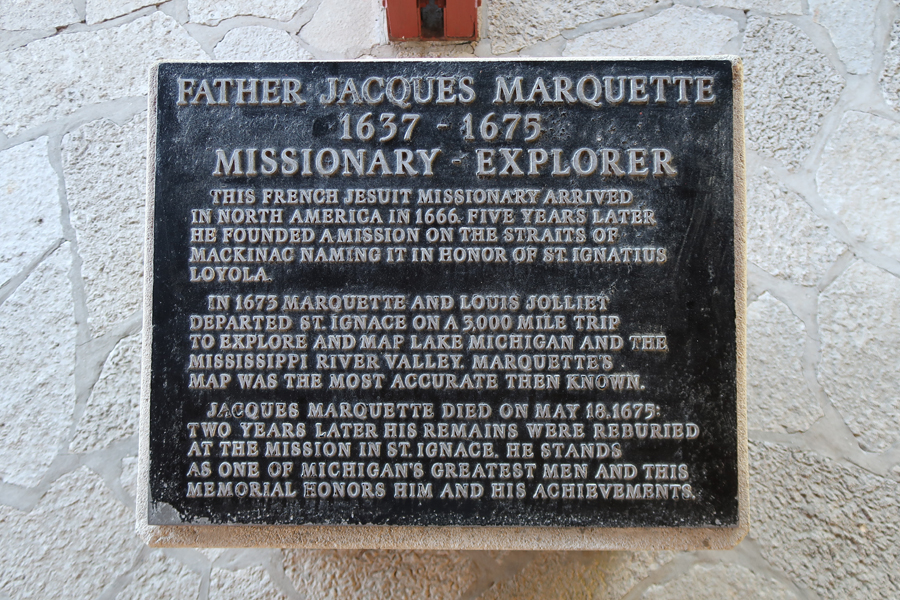 FATHER JACQUES MARQUETTE
1637 - 1675
MISSIONARY - EXPLORER
THIS FRENCH JESUIT MISSIONARY ARRIVED
IN NORTH AMERICA IN 1666. FIVE YEARS LATER
HE FOUNDED A MISSION ON THE STRAITS OF
MACKINAC NAMING IT IN HONOR OF ST. IGNATIUS
LOYOLA.
IN 1673 MARQUETTE AND LOUIS JOLLIET
DEPARTED ST. IGNACE ON A 3,000 MILE TRIP
TO EXPLORE AND MAP LAKE MICHIGAN AND THE
MISSISSIPPI RIVER VALLEY. MARQUETTE'S
MAP WAS THE MOST ACCURATE THEN KNOWN.
JACQUES MARQUETTE DIED ON MAY 18, 1675:
TWO YEARS LATER HIS REMAINS WERE REBURIED
AT THE MISSION IN ST. IGNACE. HE STANDS
AS ONE OF MICHIGAN'S GREATEST MEN AND THIS
MEMORIAL HONORS HIM AND HIS ACHIEVEMENTS.